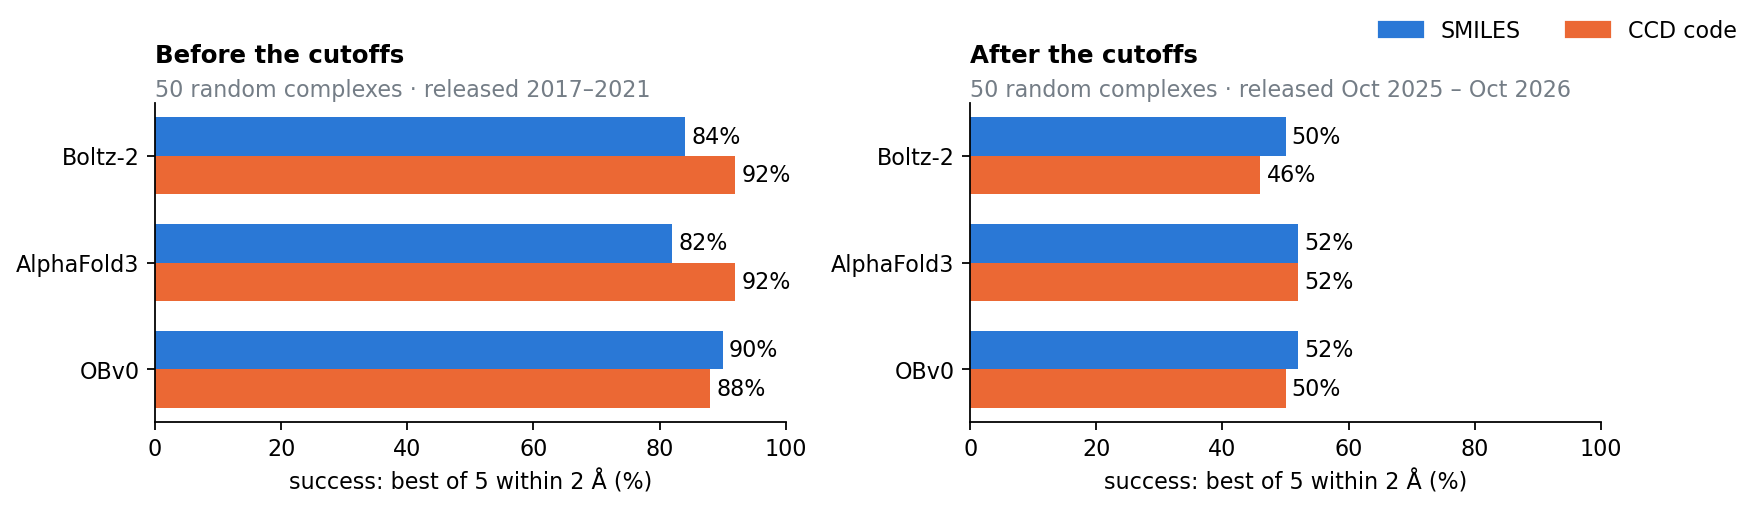 SMILES
CCD code
Before the cutoffs
50 random complexes · released 2017–2021
Boltz-2
84%
92%
AlphaFold3
82%
92%
OBv0
90%
88%
0 20 40 60 80 100
success: best of 5 within 2 Å (%)
After the cutoffs
50 random complexes · released Oct 2025 – Oct 2026
Boltz-2
50%
46%
AlphaFold3
52%
52%
OBv0
52%
50%
0 20 40 60 80 100
success: best of 5 within 2 Å (%)